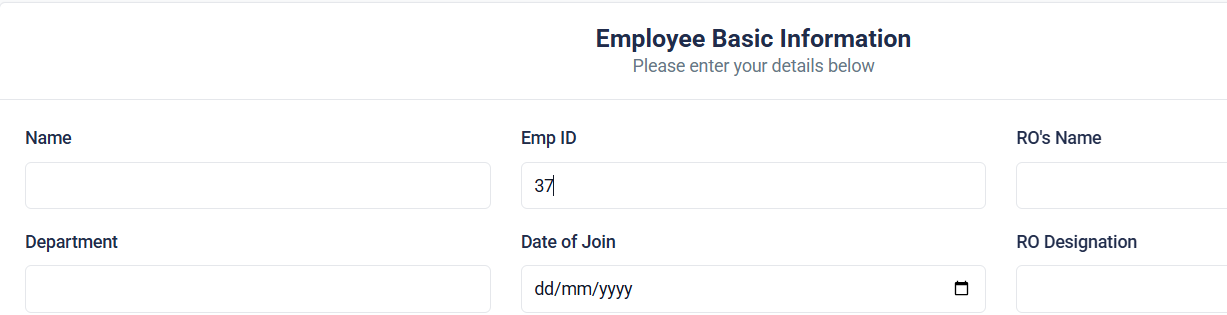 Employee Basic Information
Please enter your details below
Name Emp ID RO's Name
37
Department Date of Join RO Designation
dd/mm/yyyy